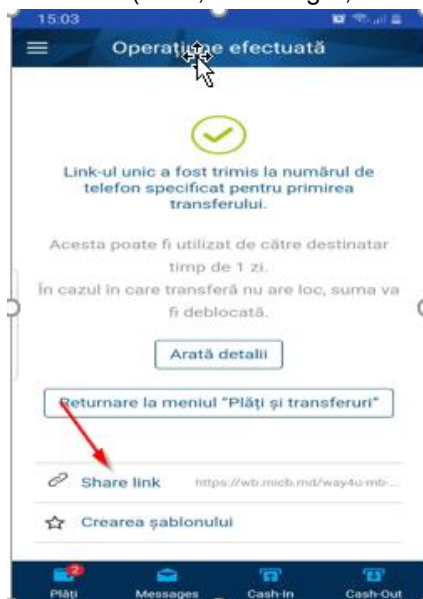 15:03
Operațiune efectuată
Link-ul unic a fost trimis la numărul de
telefon specificat pentru primirea
transferului.
Acesta poate fi utilizat de către destinatar
timp de 1 zi.
În cazul în care transferă nu are loc, suma va
fi deblocată.
Arată detalii
Returnare la meniul "Plăți și transferuri"
Share link https://wb.micb.md/way4u-mb-...
Crearea șablonului
2
Plăți Messages Cash-In Cash-Out